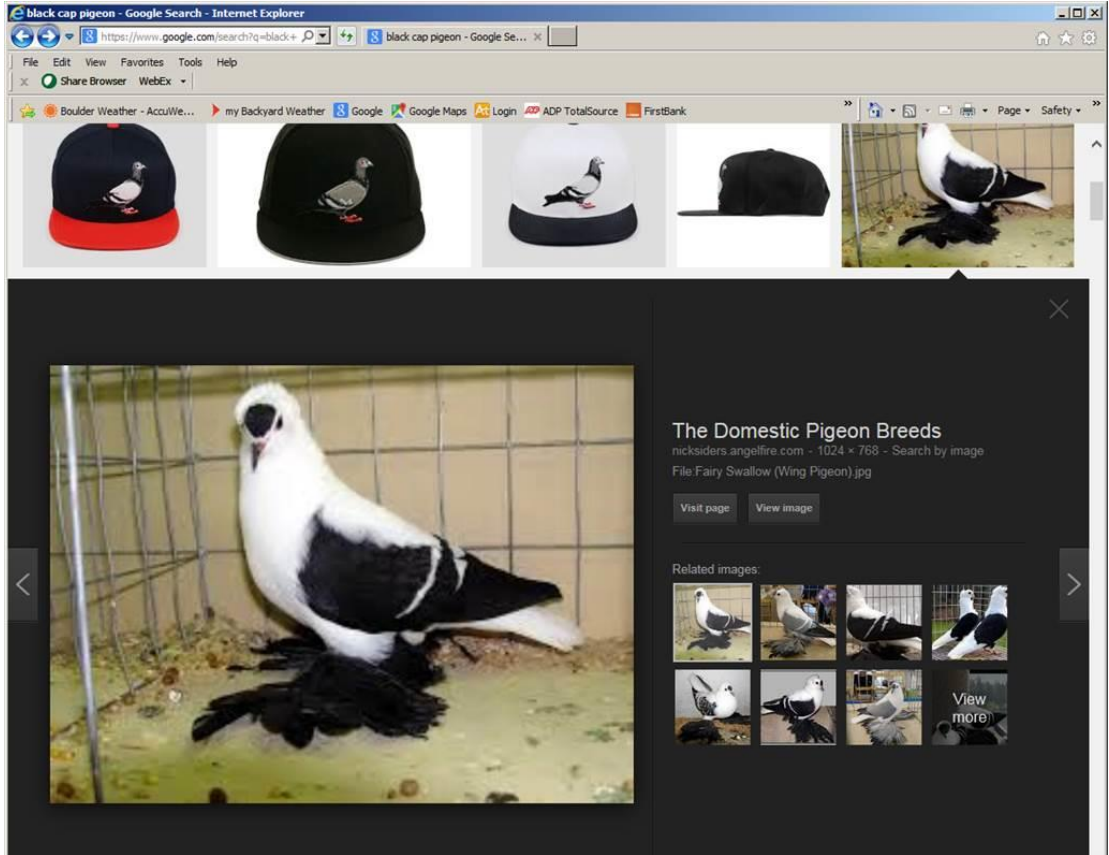 black cap pigeon - Google Search - Internet Explorer
https://www.google.com/search?q=black+
black cap pigeon - Google Se...
File Edit View Favorites Tools Help
x Share Browser WebEx
Boulder Weather - AccuWe... my Backyard Weather 8 Google Google Maps At Login ADP ADP TotalSource FirstBank » Page Safety »
The Domestic Pigeon Breeds
nicksiders.angelfire.com - 1024 × 768 - Search by image
File:Fairy Swallow (Wing Pigeon).jpg
Visit page View image
Related images:
View
more